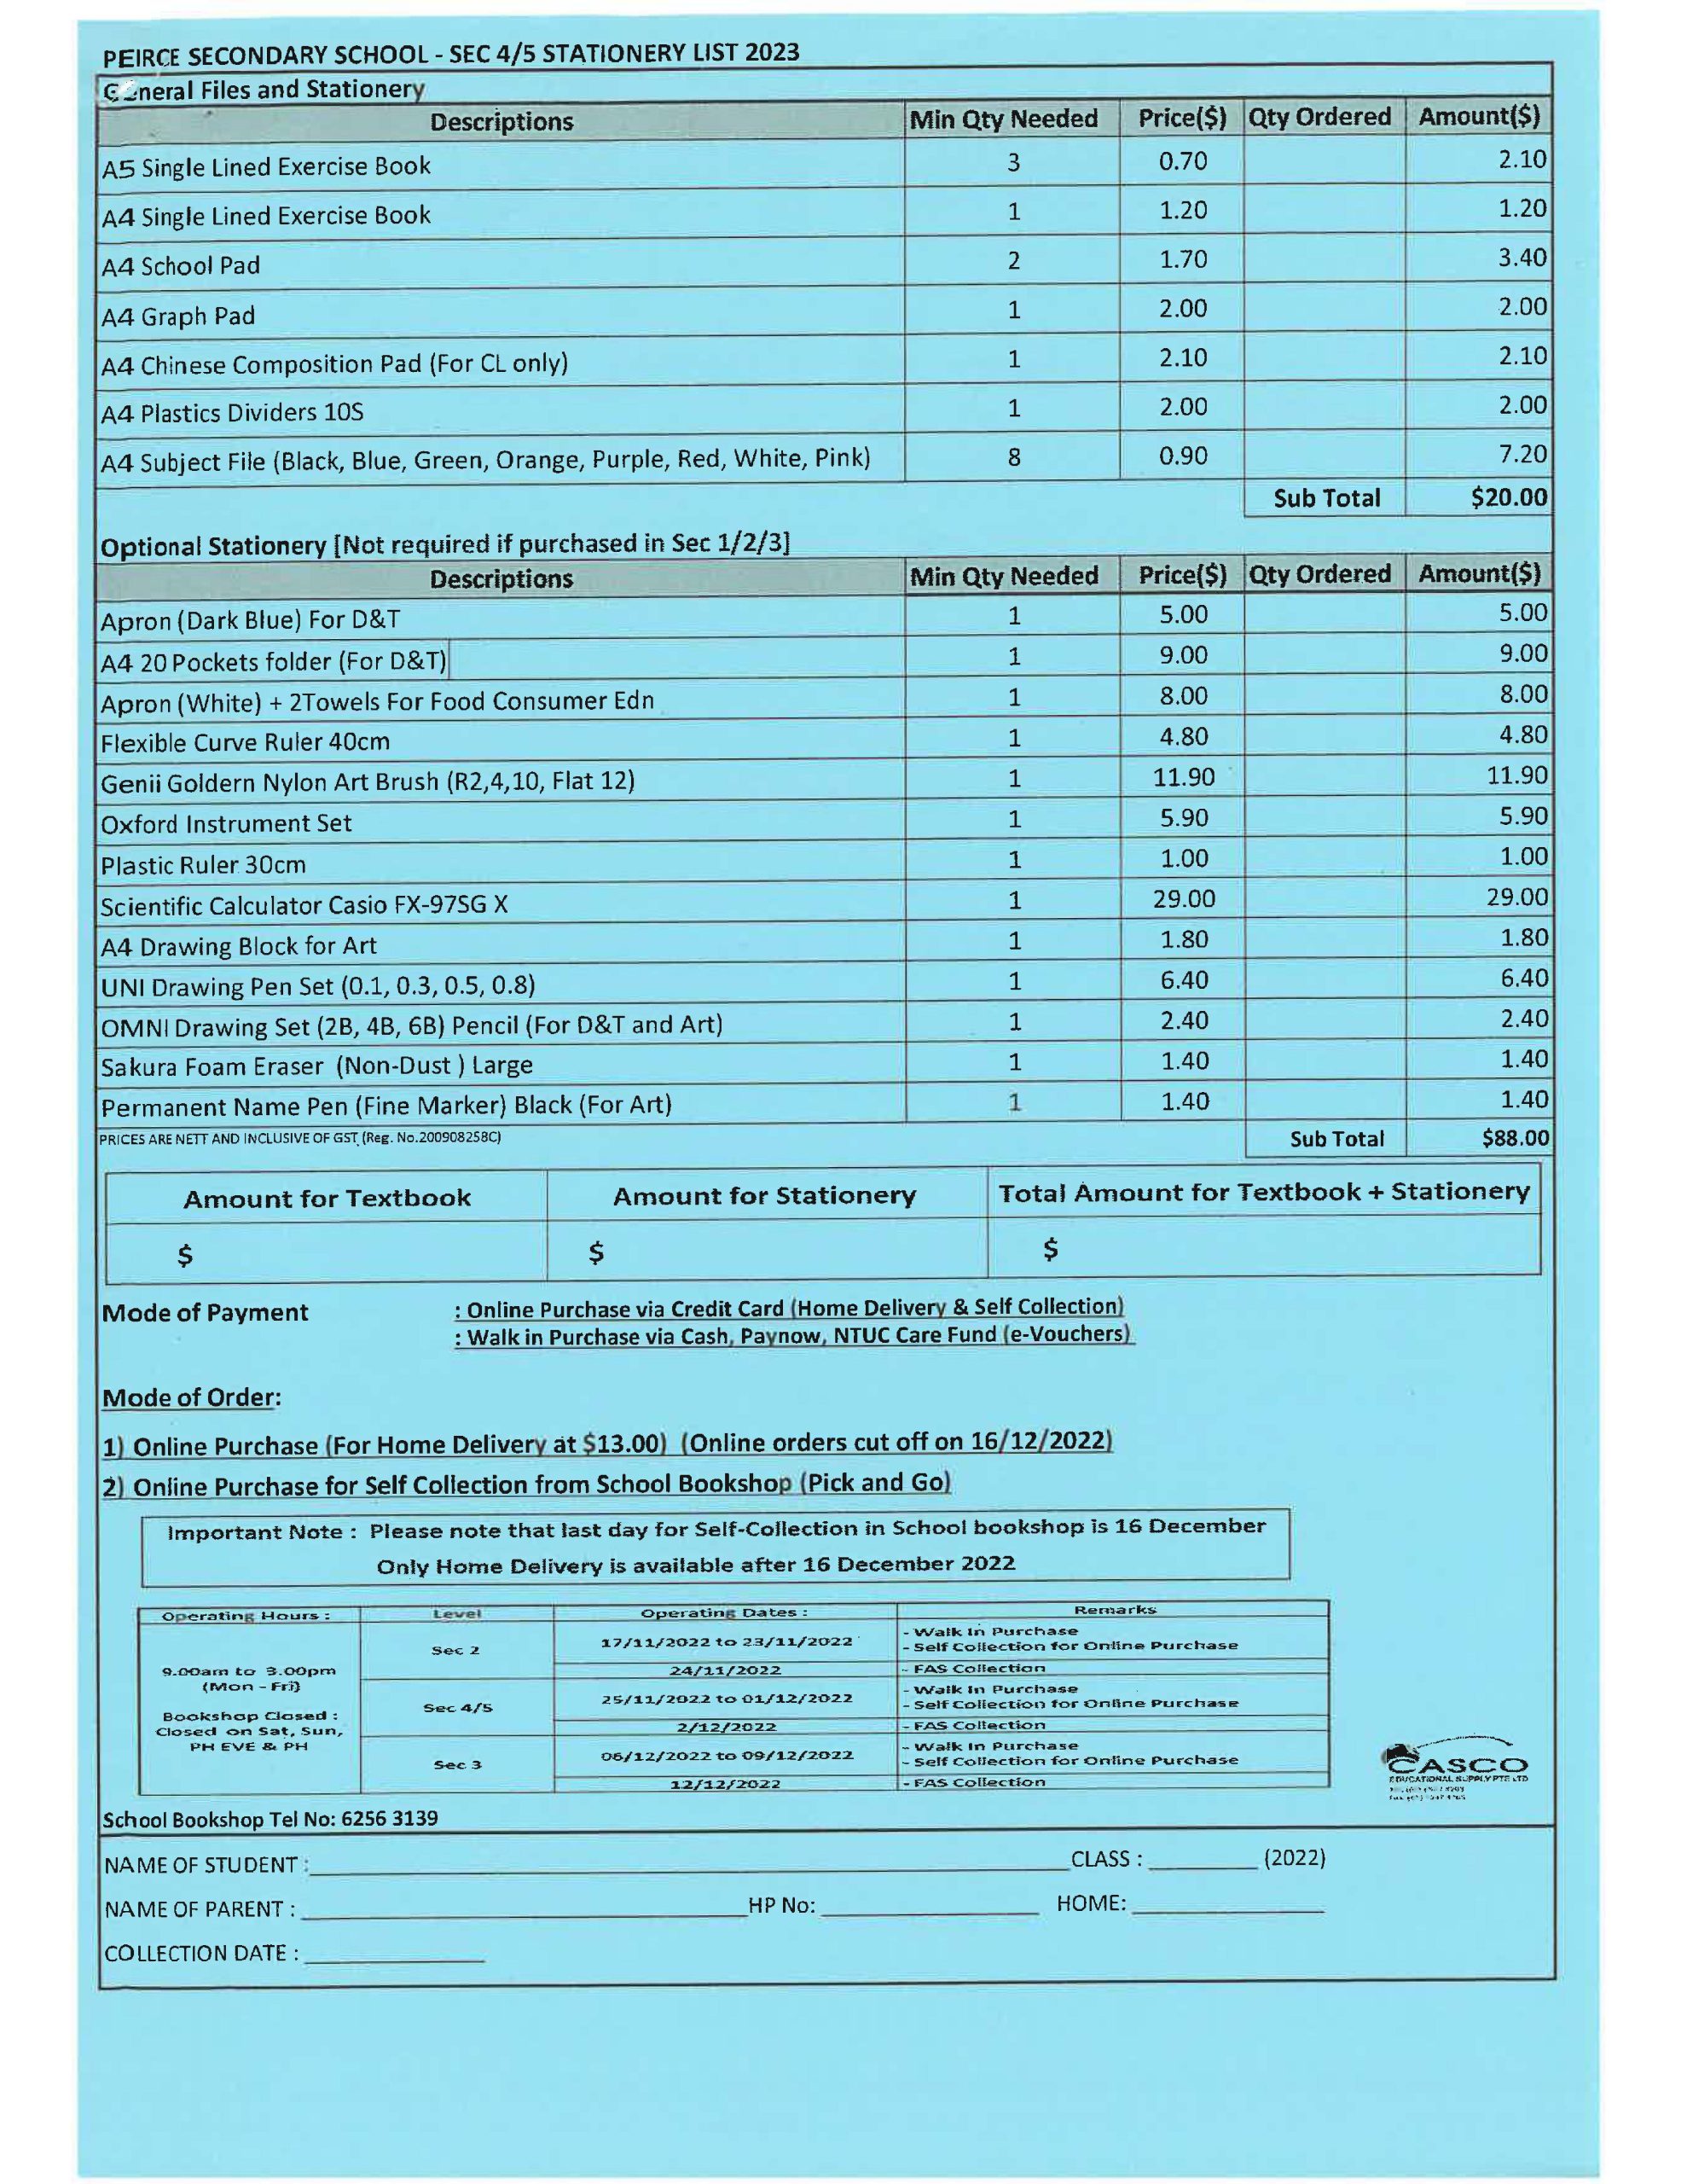 PEIRCE SECONDARY SCHOOL - SEC 4/5 STATIONERY LIST 2023
General Files and Stationery
Descriptions Min Qty Needed Price($) Qty Ordered Amount($)
A5 Single Lined Exercise Book 3 0.70 2.10
A4 Single Lined Exercise Book 1 1.20 1.20
A4 School Pad 2 1.70 3.40
A4 Graph Pad 1 2.00 2.00
A4 Chinese Composition Pad (For CL only) 1 2.10 2.10
A4 Plastics Dividers 10S 1 2.00 2.00
A4 Subject File (Black, Blue, Green, Orange, Purple, Red, White, Pink) 8 0.90 7.20
Sub Total $20.00
Optional Stationery [Not required if purchased in Sec 1/2/3]
Descriptions Min Qty Needed Price($) Qty Ordered Amount($)
Apron (Dark Blue) For D&T 1 5.00 5.00
A4 20 Pockets folder (For D&T) 1 9.00 9.00
Apron (White) + 2Towels For Food Consumer Edn 1 8.00 8.00
Flexible Curve Ruler 40cm 1 4.80 4.80
Genii Goldern Nylon Art Brush (R2,4,10, Flat 12) 1 11.90 11.90
Oxford Instrument Set 1 5.90 5.90
Plastic Ruler 30cm 1 1.00 1.00
Scientific Calculator Casio FX-97SG X 1 29.00 29.00
A4 Drawing Block for Art 1 1.80 1.80
UNI Drawing Pen Set (0.1, 0.3, 0.5, 0.8) 1 6.40 6.40
OMNI Drawing Set (2B, 4B, 6B) Pencil (For D&T and Art) 1 2.40 2.40
Sakura Foam Eraser (Non-Dust ) Large 1 1.40 1.40
Permanent Name Pen (Fine Marker) Black (For Art) 1 1.40 1.40
PRICES ARE NETT AND INCLUSIVE OF GST (Reg. No.200908258C) Sub Total $88.00
Amount for Textbook Amount for Stationery Total Amount for Textbook + Stationery
$ $ $
Mode of Payment : Online Purchase via Credit Card (Home Delivery & Self Collection)
: Walk in Purchase via Cash, Paynow, NTUC Care Fund (e-Vouchers)
Mode of Order:
1) Online Purchase (For Home Delivery at $13.00) (Online orders cut off on 16/12/2022)
2) Online Purchase for Self Collection from School Bookshop (Pick and Go)
Important Note : Please note that last day for Self-Collection in School bookshop is 16 December
Only Home Delivery is available after 16 December 2022
Operating Hours : Level Operating Dates : Remarks
9.00am to 3.00pm
(Mon - Fri)
Bookshop Closed :
Closed on Sat, Sun,
PH EVE & PH
Sec 2 17/11/2022 to 23/11/2022 - Walk In Purchase
- Self Collection for Online Purchase
24/11/2022 - FAS Collection
Sec 4/5 25/11/2022 to 01/12/2022 - Walk In Purchase
- Self Collection for Online Purchase
2/12/2022 - FAS Collection
Sec 3 06/12/2022 to 09/12/2022 - Walk In Purchase
- Self Collection for Online Purchase
12/12/2022 - FAS Collection
CASCO
EDUCATIONAL SUPPLY PTE LTD
School Bookshop Tel No: 6256 3139
NAME OF STUDENT : CLASS : (2022)
NAME OF PARENT : HP No: HOME:
COLLECTION DATE :